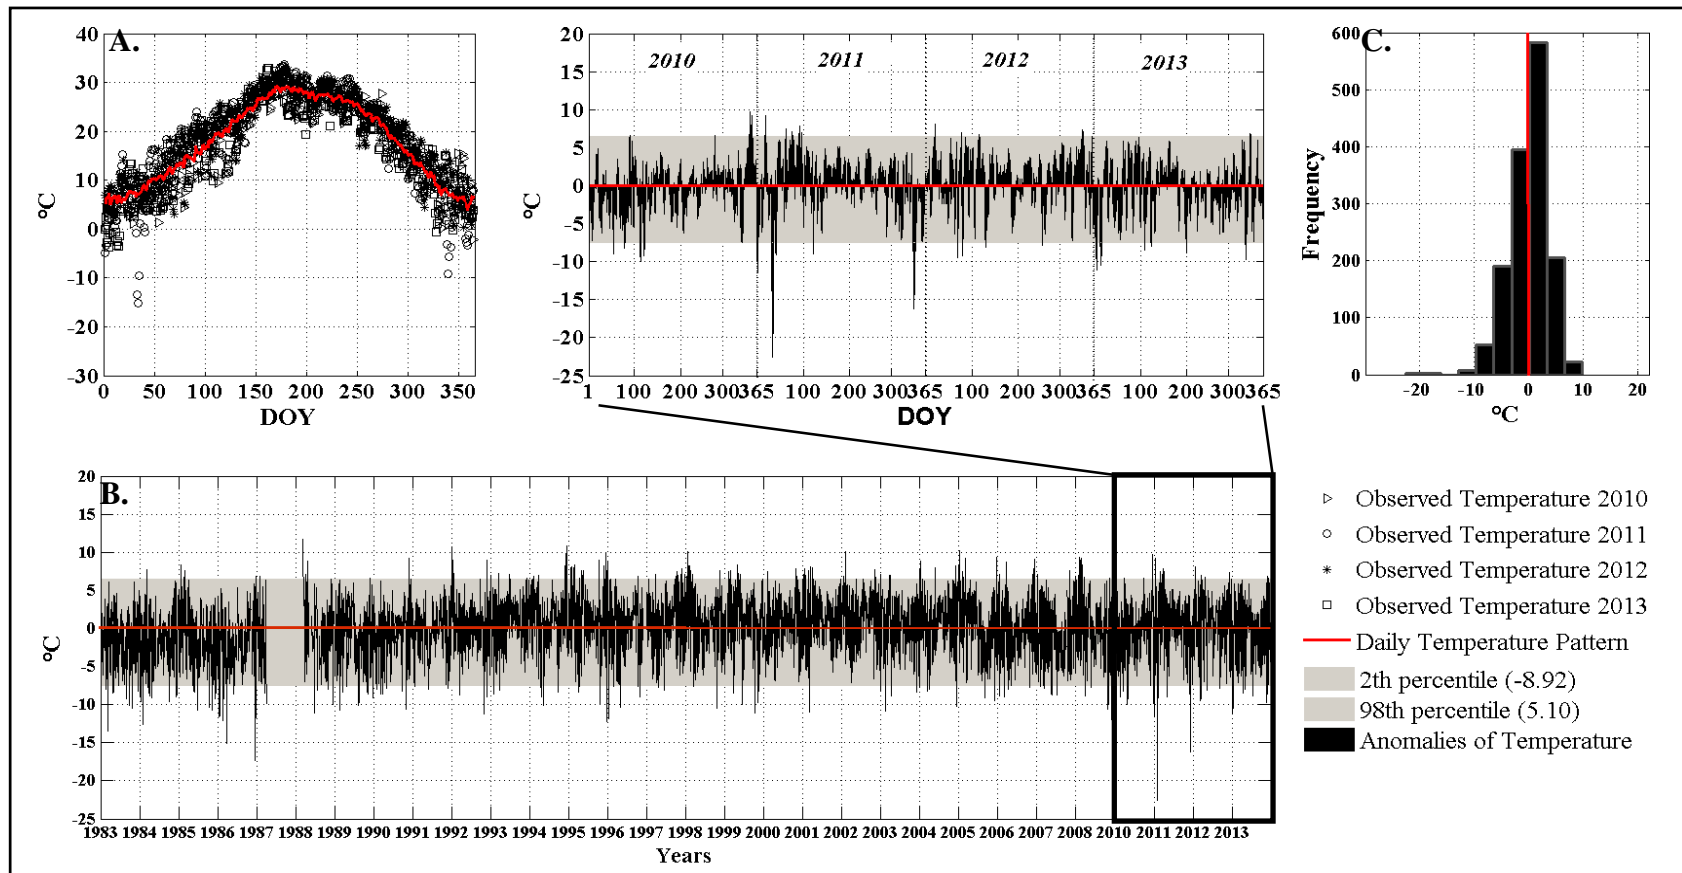 A.
40
30
20
10
0
-10
-20
-30
°C
0 50 100 150 200 250 300 350
DOY
20
15
10
5
0
-5
-10
-15
-20
-25
°C
2010 2011 2012 2013
1 100 200 300365 100 200 300365 100 200 300365 100 200 300365
DOY
C.
600
500
400
300
200
100
0
Frequency
-20 -10 0 10 20
°C
B.
20
15
10
5
0
-5
-10
-15
-20
-25
°C
1983 1984 1985 1986 1987 1988 1989 1990 1991 1992 1993 1994 1995 1996 1997 1998 1999 2000 2001 2002 2003 2004 2005 2006 2007 2008 2010 2011 2012 2013
Years
Observed Temperature 2010
Observed Temperature 2011
Observed Temperature 2012
Observed Temperature 2013
Daily Temperature Pattern
2th percentile (-8.92)
98th percentile (5.10)
Anomalies of Temperature